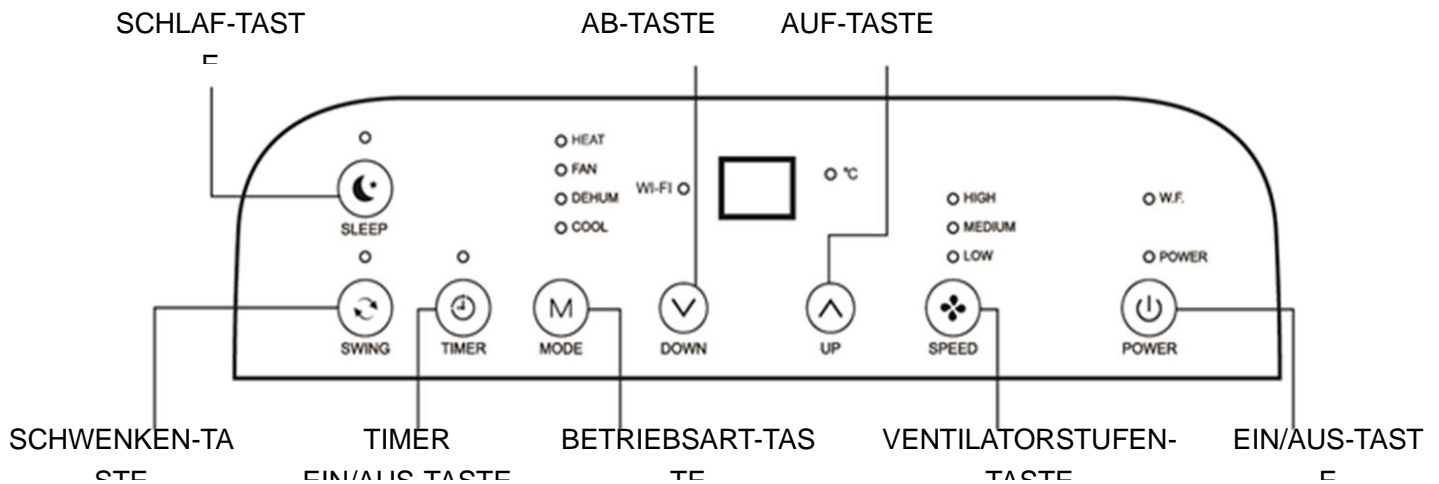 SCHLAF-TAST
E
AB-TASTE
AUF-TASTE
HEAT
FAN
DEHUM
COOL
WI-FI
°C
HIGH
MEDIUM
LOW
W.F.
POWER
SLEEP
SWING
TIMER
M
MODE
DOWN
UP
SPEED
POWER
SCHWENKEN-TA
STE
TIMER
EIN/AUS-TASTE
BETRIEBSART-TAS
TE
VENTILATORSTUFEN-
TASTE
EIN/AUS-TAST
E